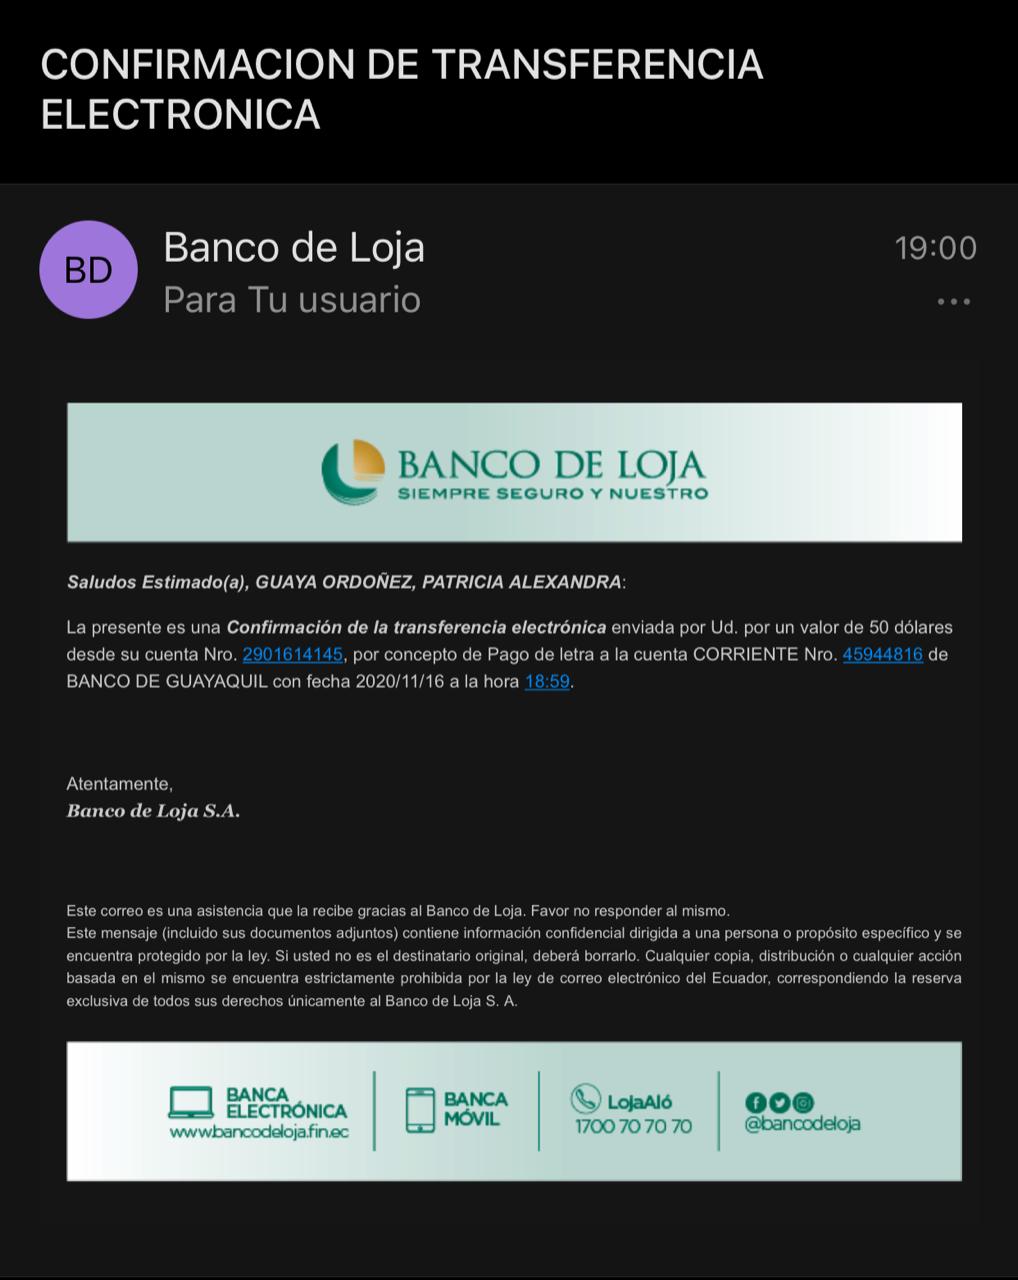 CONFIRMACION DE TRANSFERENCIA
ELECTRONICA
BD
Banco de Loja
19:00
Para Tu usuario
...
BANCO DE LOJA
SIEMPRE SEGURO Y NUESTRO
Saludos Estimado(a), GUAYA ORDOÑEZ, PATRICIA ALEXANDRA:
La presente es una Confirmación de la transferencia electrónica enviada por Ud. por un valor de 50 dólares
desde su cuenta Nro. 2901614145, por concepto de Pago de letra a la cuenta CORRIENTE Nro. 45944816 de
BANCO DE GUAYAQUIL con fecha 2020/11/16 a la hora 18:59.
Atentamente,
Banco de Loja S.A.
Este correo es una asistencia que la recibe gracias al Banco de Loja. Favor no responder al mismo.
Este mensaje (incluido sus documentos adjuntos) contiene información confidencial dirigida a una persona o propósito específico y se
encuentra protegido por la ley. Si usted no es el destinatario original, deberá borrarlo. Cualquier copia, distribución o cualquier acción
basada en el mismo se encuentra estrictamente prohibida por la ley de correo electrónico del Ecuador, correspondiendo la reserva
exclusiva de todos sus derechos únicamente al Banco de Loja S. A.
BANCA
ELECTRÓNICA
www.bancodeloja.fin.ec
BANCA
MÓVIL
LojaAló
1700 70 70 70
@bancodeloja